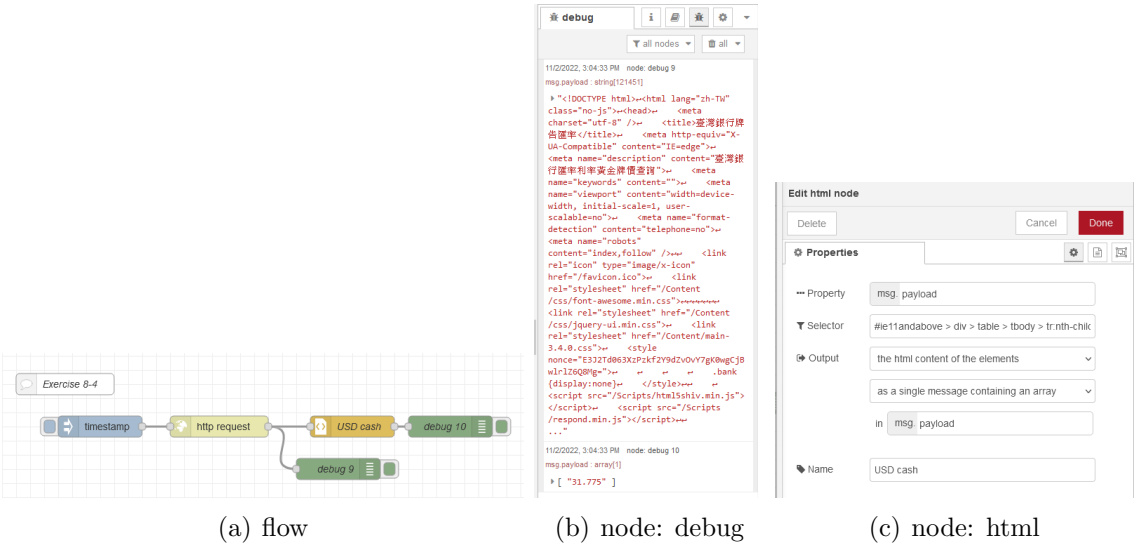 Exercise 8-4
timestamp
http request
USD cash
debug 10
debug 9
(a) flow
debug
i
all nodes
all
11/2/2022, 3:04:33 PM node: debug 9
msg.payload : string[121451]
"<!DOCTYPE html>↵<html lang="zh-TW"
class="no-js">↵<head>↵ <meta
charset="utf-8" />↵ <title>臺灣銀行牌
告匯率</title>↵ <meta http-equiv="X-
UA-Compatible" content="IE=edge">↵
<meta name="description" content="臺灣銀
行匯率利率黃金牌價查詢">↵ <meta
name="keywords" content="">↵ <meta
name="viewport" content="width=device-
width, initial-scale=1, user-
scalable=no">↵ <meta name="format-
detection" content="telephone=no">↵
<meta name="robots"
content="index,follow" />↵↵ <link
rel="icon" type="image/x-icon"
href="/favicon.ico">↵ <link
rel="stylesheet" href="/Content
/css/font-awesome.min.css">↵↵↵↵↵↵↵
<link rel="stylesheet" href="/Content
/css/jquery-ui.min.css">↵ <link
rel="stylesheet" href="/Content/main-
3.4.0.css">↵ <style
nonce="E3J2Td063XzPzkf2Y9dZvOvY7gK0wgCjB
wlrlZ6Q8Mg=">↵ ↵ ↵ ↵ .bank
{display:none}↵ </style>↵↵ ↵
<script src="/Scripts/html5shiv.min.js">
</script>↵ <script src="/Scripts
/respond.min.js"></script>↵↵
..."
11/2/2022, 3:04:33 PM node: debug 10
msg.payload : array[1]
[ "31.775" ]
(b) node: debug
Edit html node
Delete
Cancel
Done
Properties
Property
msg. payload
Selector
#ie11andabove > div > table > tbody > tr:nth-chilc
Output
the html content of the elements
as a single message containing an array
in msg. payload
Name
USD cash
(c) node: html